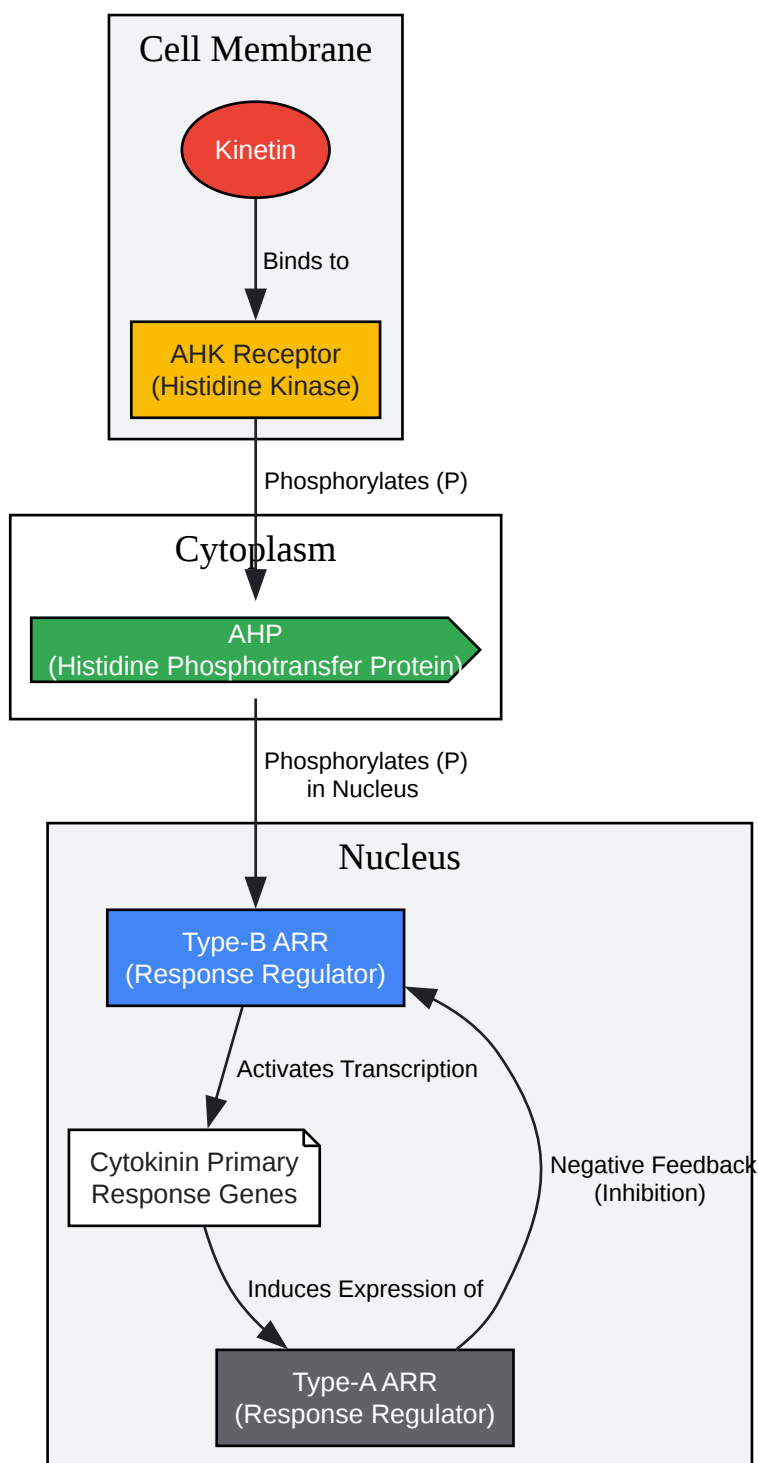 Cell Membrane
Kinetin
Binds to
AHK Receptor
(Histidine Kinase)
Phosphorylates (P)
Cytoplasm
AHP
(Histidine Phosphotransfer Protein)
Phosphorylates (P)
in Nucleus
Nucleus
Type-B ARR
(Response Regulator)
Activates Transcription
Cytokinin Primary
Response Genes
Negative Feedback
(Inhibition)
Induces Expression of
Type-A ARR
(Response Regulator)